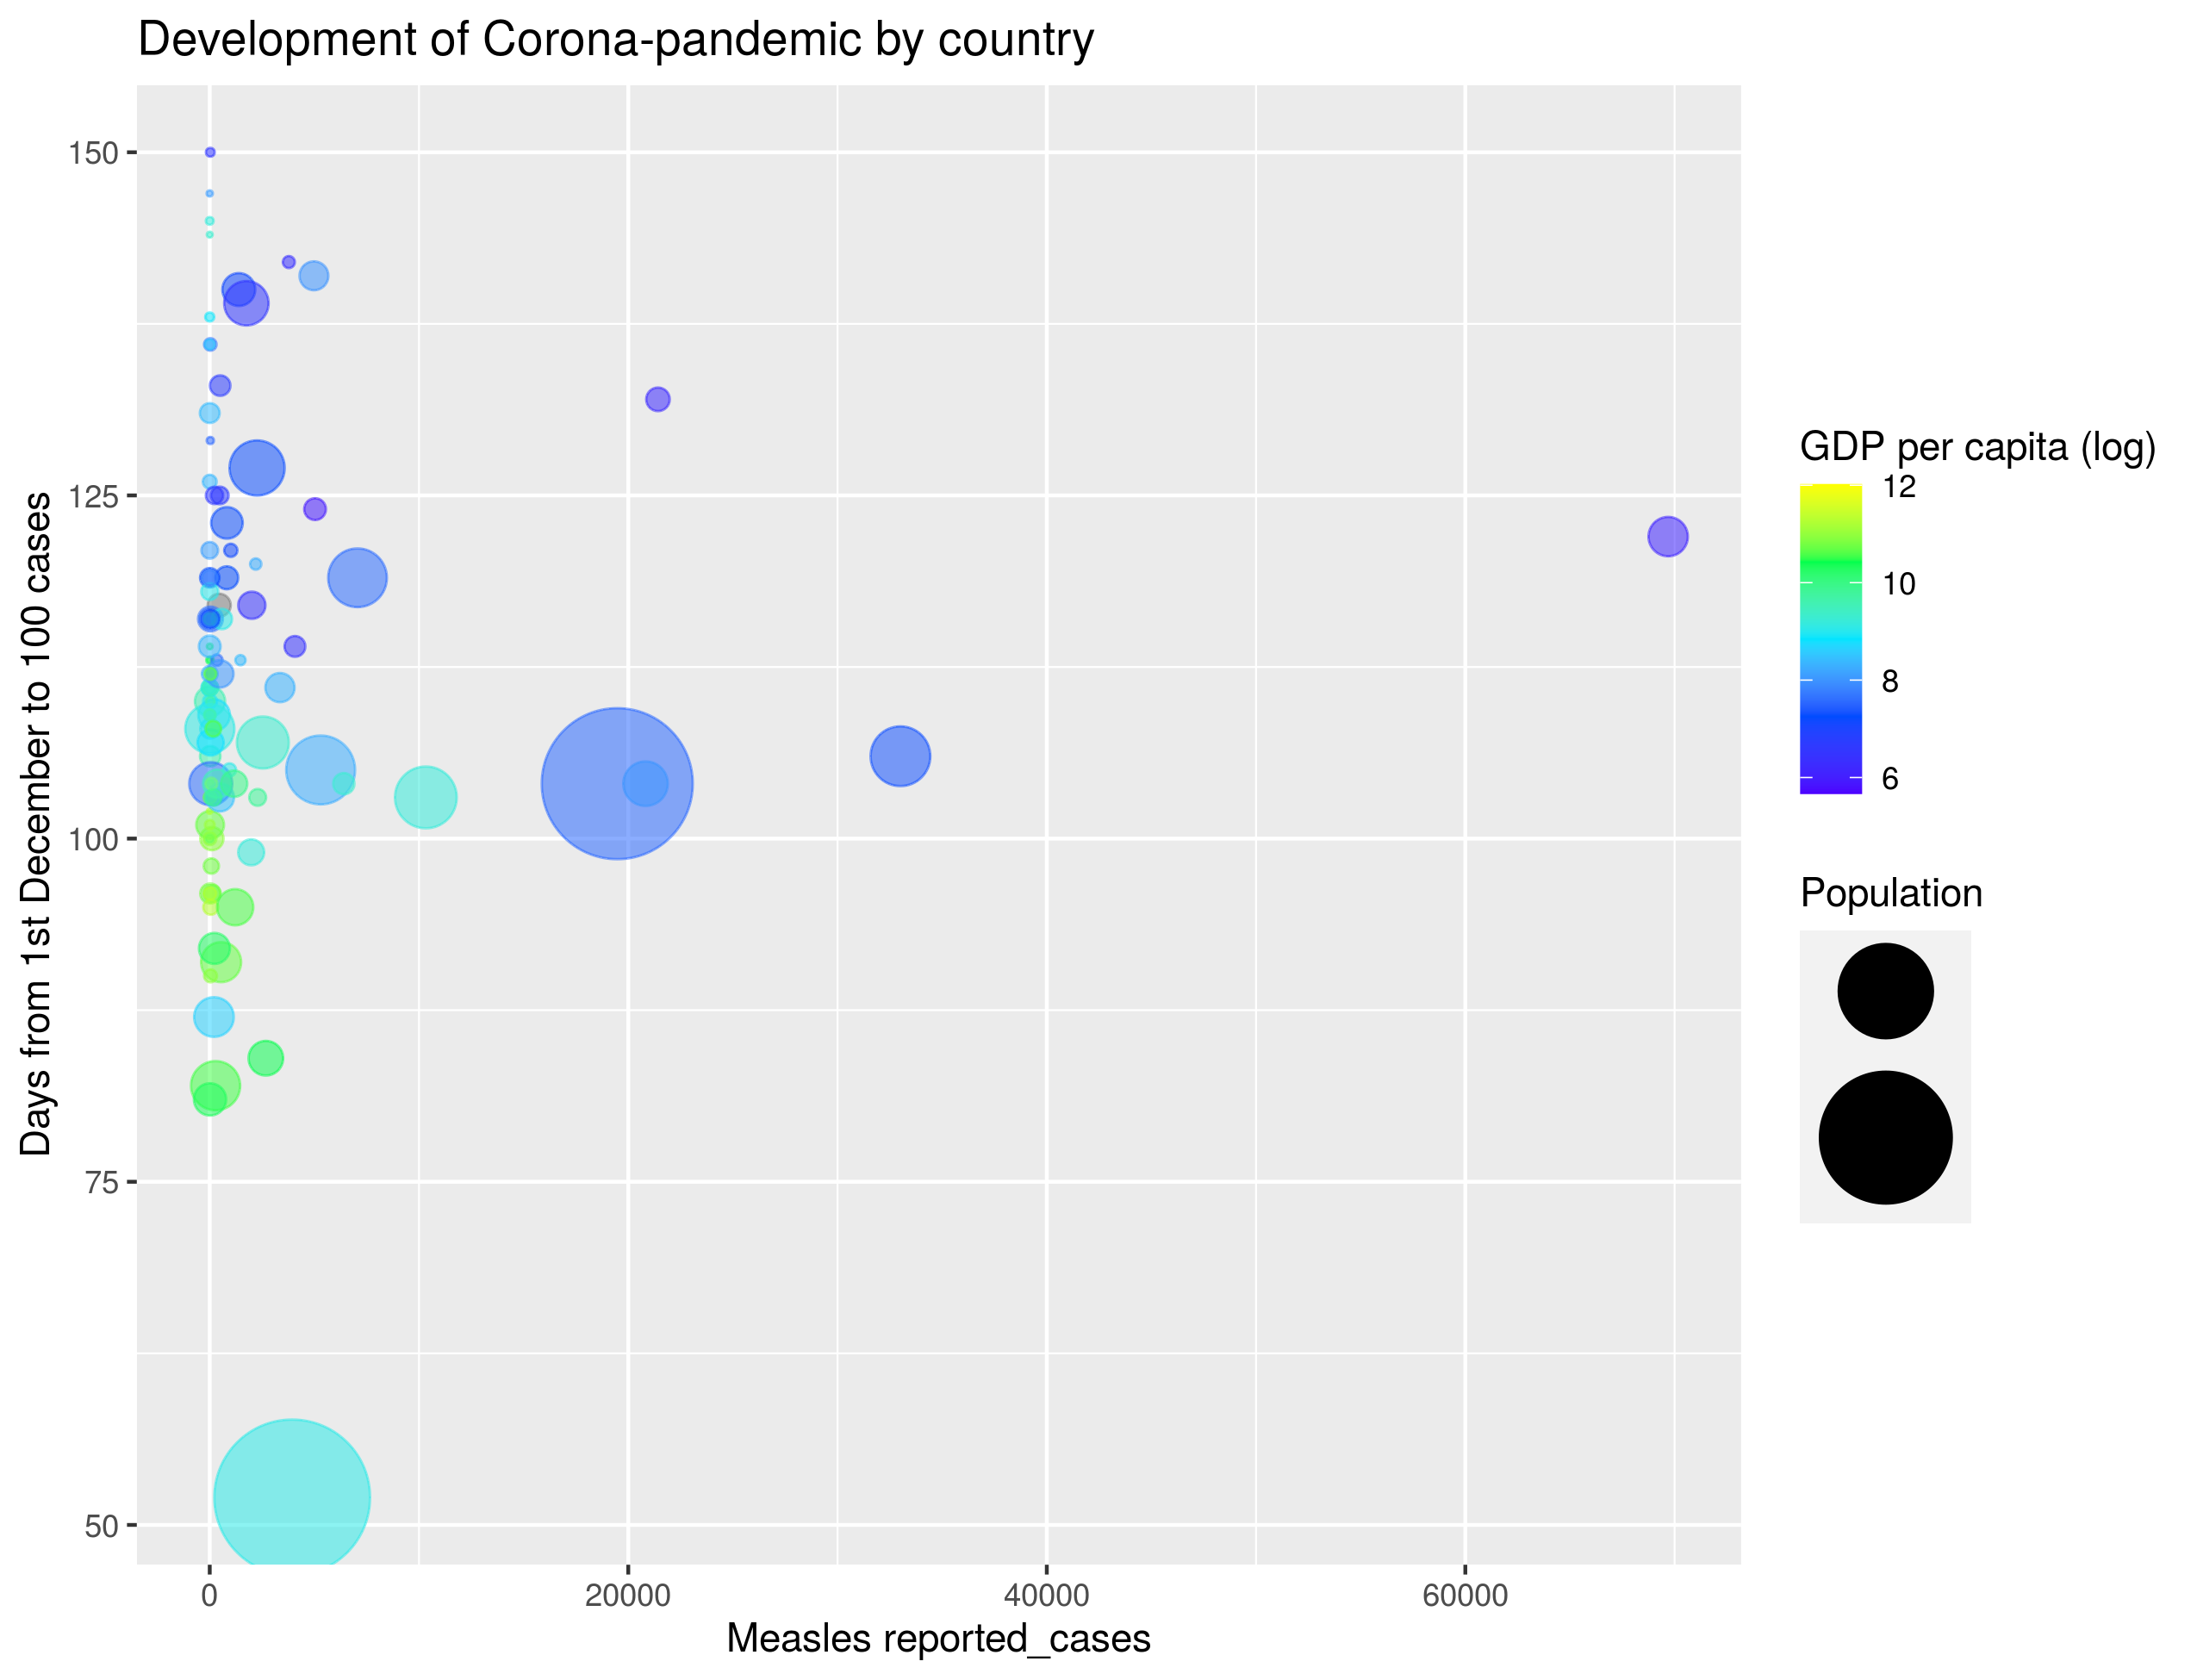 Development of Corona-pandemic by country
Days from 1st December to 100 cases
150
125
100
75
50
0
20000
40000
60000
Measles reported_cases
GDP per capita (log)
12
10
8
6
Population